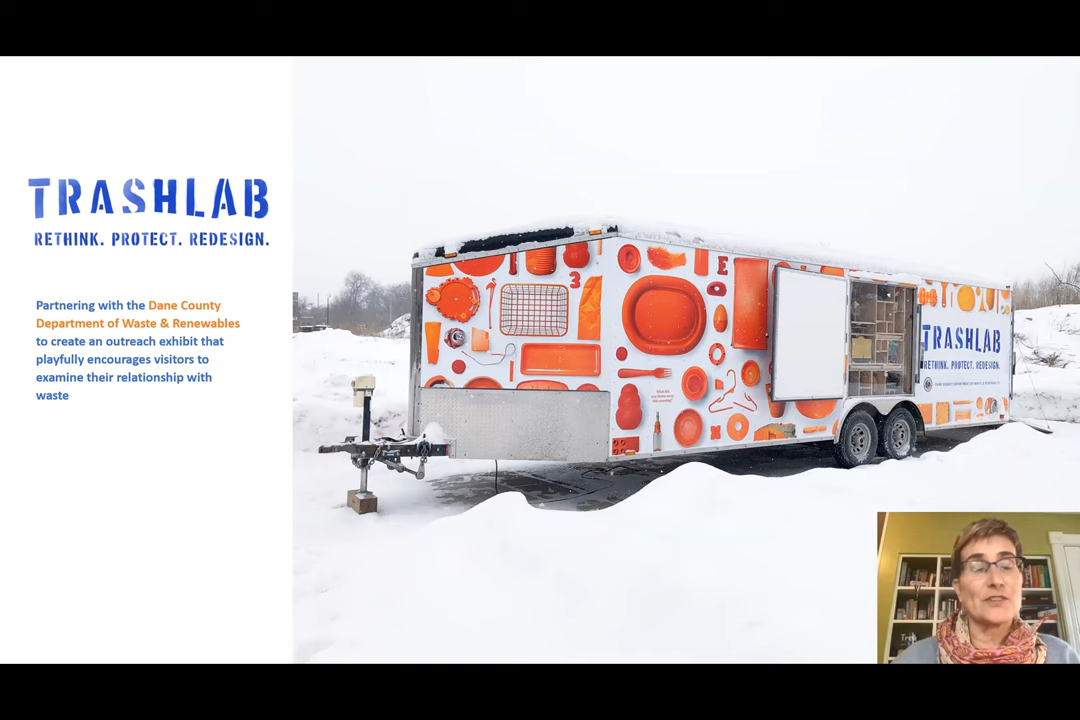 TRASHLAB
RETHINK. PROTECT. REDESIGN.
Partnering with the Dane County
Department of Waste & Renewables
to create an outreach exhibit that
playfully encourages visitors to
examine their relationship with
waste
E
3
TRASHLAB
RETHINK. PROTECT. REDESIGN.